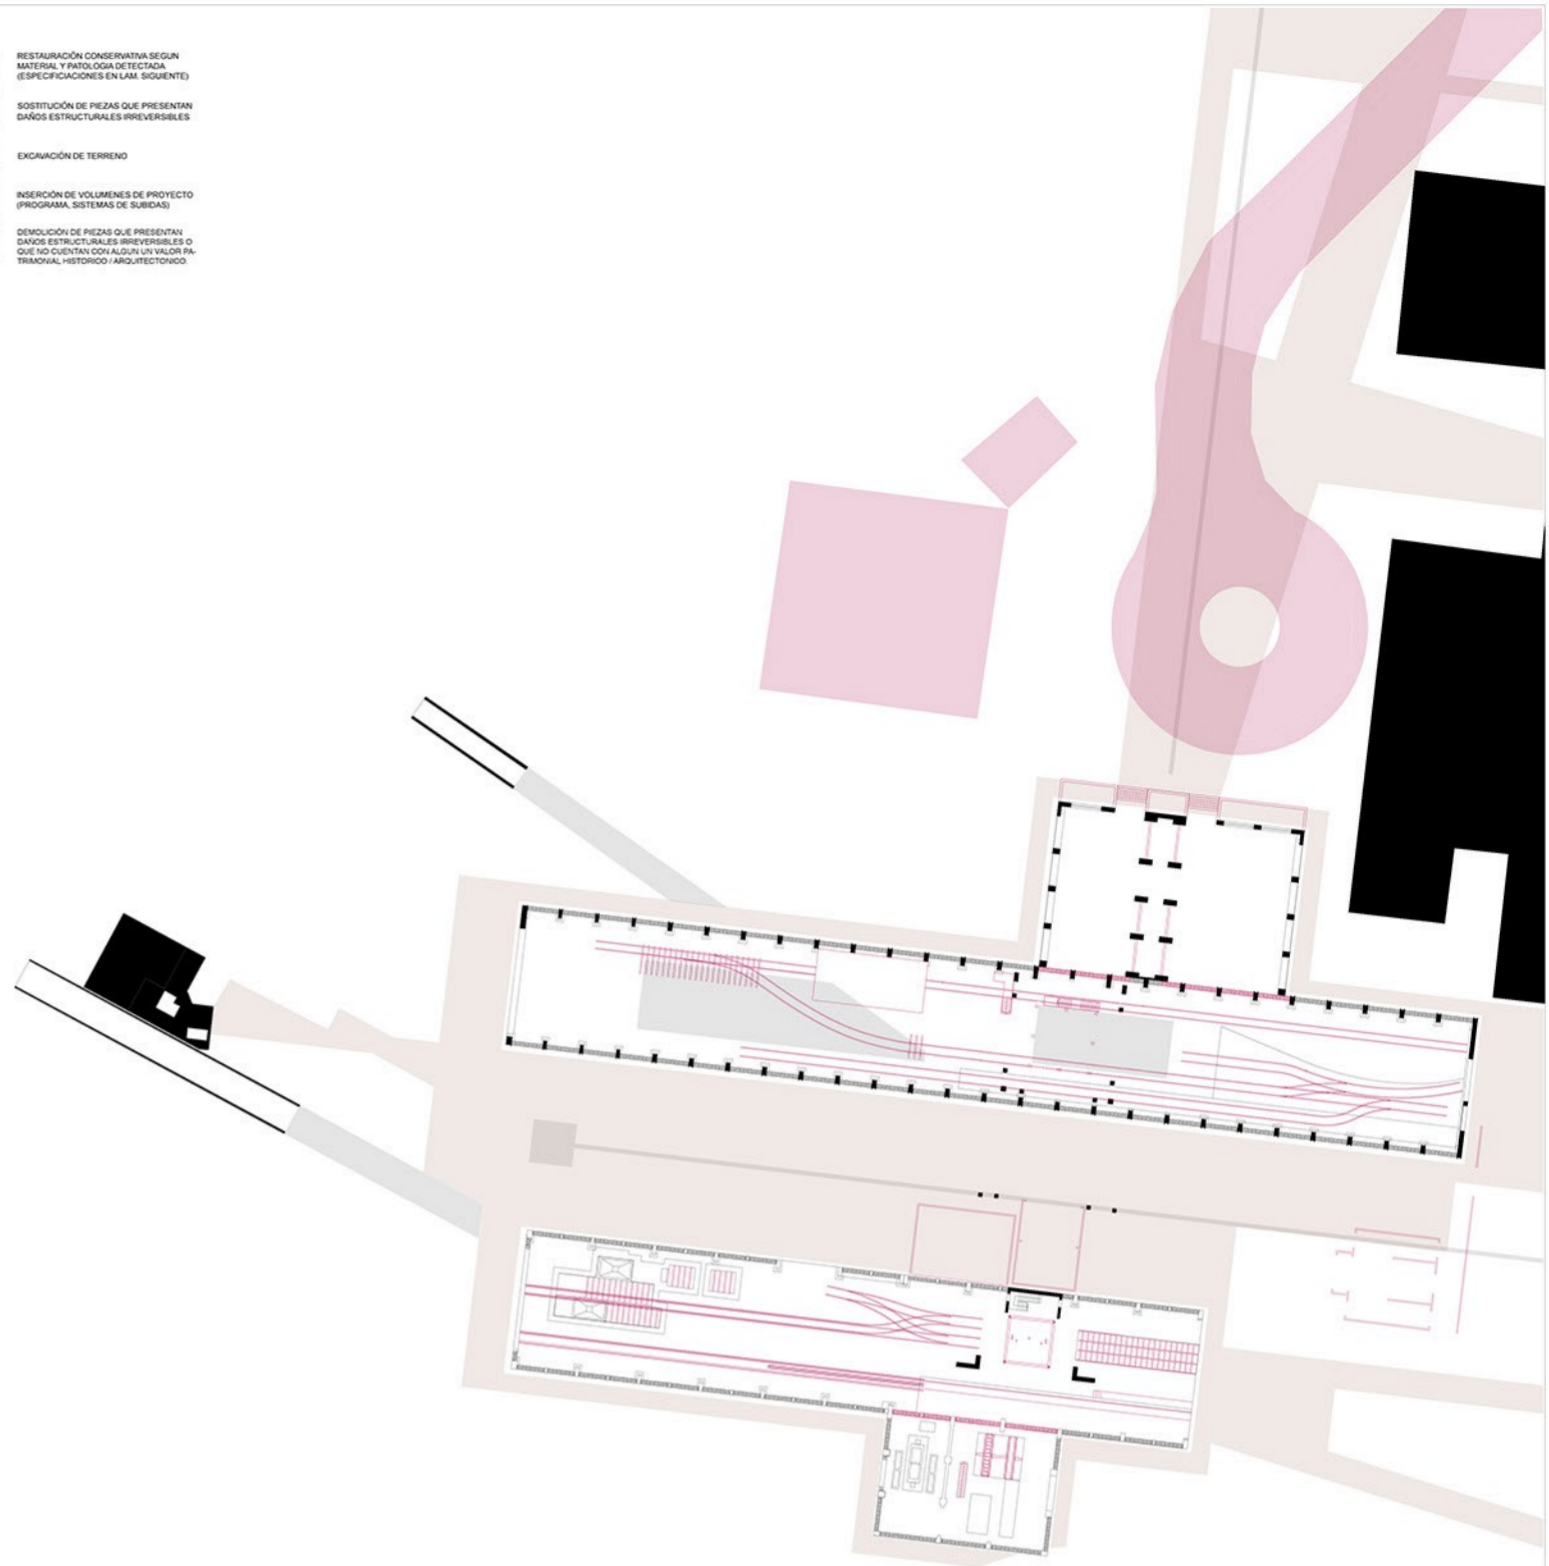 RESTAURACIÓN CONSERVATIVA SEGUN
MATERIAL Y PATOLOGIA DETECTADA
(ESPECIFICIACIONES EN LAM. SIGUIENTE)
SOSTITUCIÓN DE PIEZAS QUE PRESENTAN
DAÑOS ESTRUCTURALES IRREVERSIBLES
EXCAVACIÓN DE TERRENO
INSERCIÓN DE VOLUMENES DE PROYECTO
(PROGRAMA, SISTEMAS DE SUBIDAS)
DEMOLICIÓN DE PIEZAS QUE PRESENTAN
DAÑOS ESTRUCTURALES IRREVERSIBLES O
QUE NO CUENTAN CON ALGUN UN VALOR PA-
TRIMONIAL HISTORICO / ARQUITECTONICO.